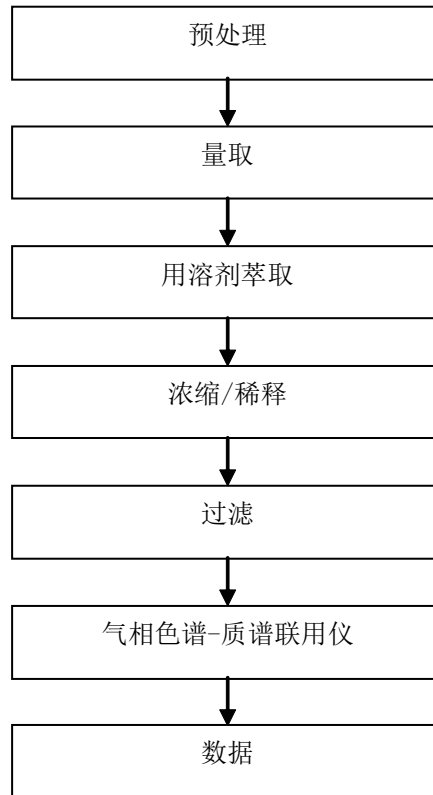 预处理
量取
用溶剂萃取
浓缩/稀释
过滤
气相色谱-质谱联用仪
数据